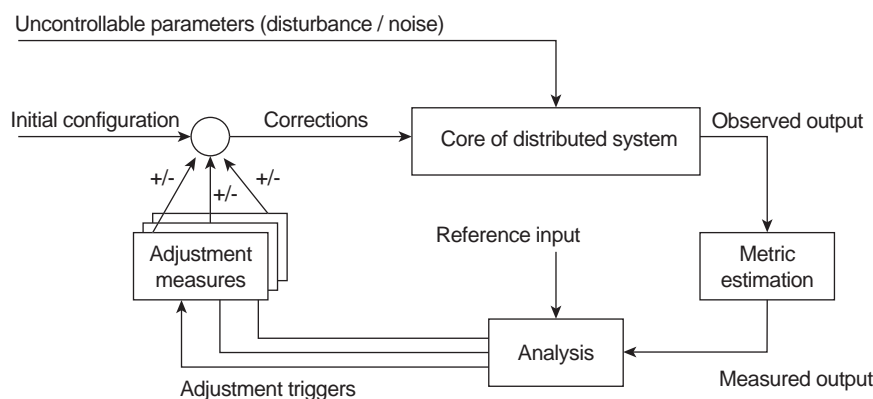 Uncontrollable parameters (disturbance / noise)
Initial configuration
Corrections
Core of distributed system
Observed output
+/-
+/-
+/-
Reference input
Adjustment
measures
Metric
estimation
Analysis
Adjustment triggers
Measured output